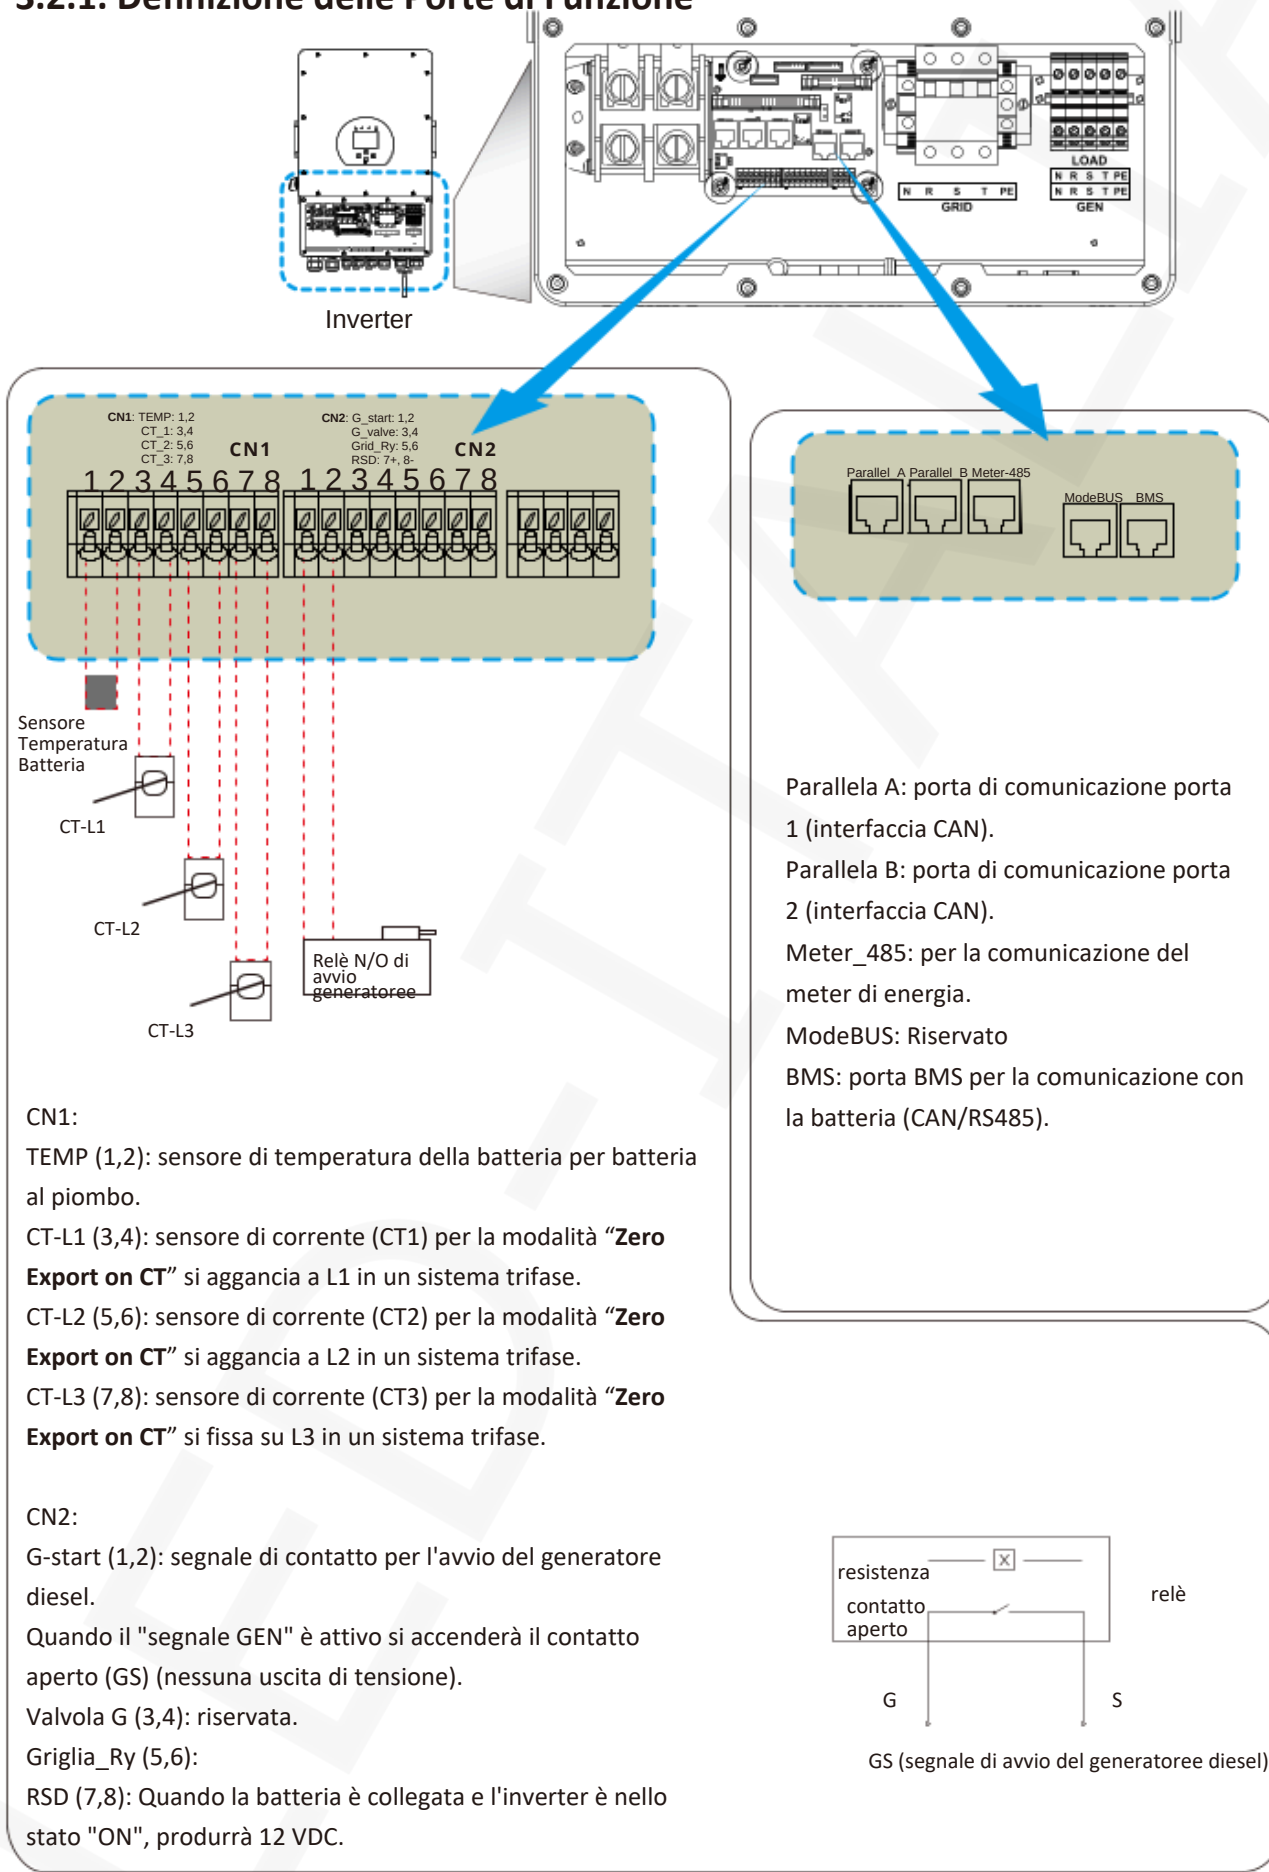 3.2.1. Definizione delle Porte di Funzione
LOAD
N R S T PE
N R S T PE
GEN
N R S T PE
GRID
Inverter
CN1: TEMP: 1,2
CT_1: 3,4
CT_2: 5,6
CT_3: 7,8
CN1
CN2: G_start: 1,2
G_valve: 3,4
Grid_Ry: 5,6
RSD: 7+, 8-
CN2
1 2 3 4 5 6 7 8
1 2 3 4 5 6 7 8
Parallel_A Parallel_B Meter-485
ModeBUS BMS
Sensore
Temperatura
Batteria
CT-L1
CT-L2
CT-L3
Relè N/O di
avvio
generatoree
Parallela A: porta di comunicazione porta
1 (interfaccia CAN).
Parallela B: porta di comunicazione porta
2 (interfaccia CAN).
Meter_485: per la comunicazione del
meter di energia.
ModeBUS: Riservato
BMS: porta BMS per la comunicazione con
la batteria (CAN/RS485).
CN1:
TEMP (1,2): sensore di temperatura della batteria per batteria
al piombo.
CT-L1 (3,4): sensore di corrente (CT1) per la modalità “Zero
Export on CT” si aggancia a L1 in un sistema trifase.
CT-L2 (5,6): sensore di corrente (CT2) per la modalità “Zero
Export on CT” si aggancia a L2 in un sistema trifase.
CT-L3 (7,8): sensore di corrente (CT3) per la modalità “Zero
Export on CT” si fissa su L3 in un sistema trifase.
CN2:
G-start (1,2): segnale di contatto per l'avvio del generatore
diesel.
Quando il "segnale GEN" è attivo si accenderà il contatto
aperto (GS) (nessuna uscita di tensione).
Valvola G (3,4): riservata.
Griglia_Ry (5,6):
RSD (7,8): Quando la batteria è collegata e l'inverter è nello
stato "ON", produrrà 12 VDC.
resistenza
X
contatto
aperto
relè
G
S
GS (segnale di avvio del generatoree diesel)